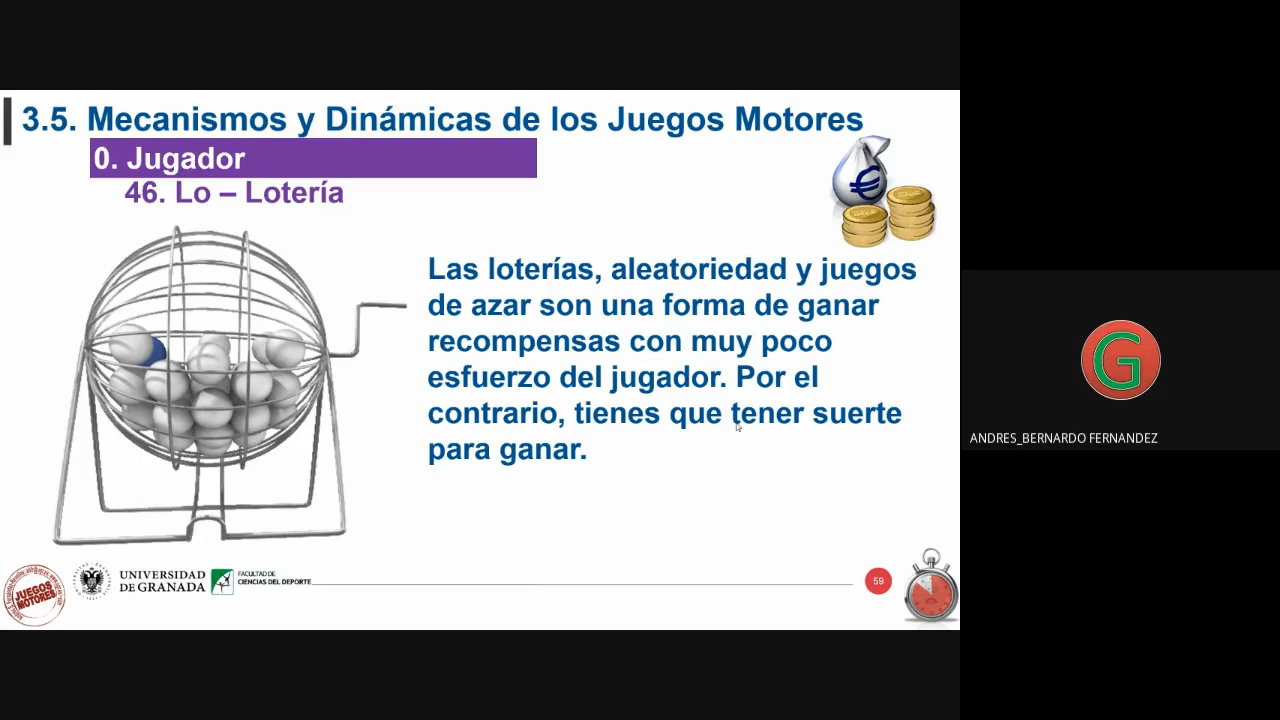 3.5. Mecanismos y Dinámicas de los Juegos Motores
0. Jugador
46. Lo – Lotería
Las loterías, aleatoriedad y juegos
de azar son una forma de ganar
recompensas con muy poco
esfuerzo del jugador. Por el
contrario, tienes que tener suerte
para ganar.
G
ANDRES_BERNARDO FERNANDEZ
JUEGOS
MOTORES
UNIVERSIDAD
DE GRANADA
FACULTAD DE
CIENCIAS DEL DEPORTE
59